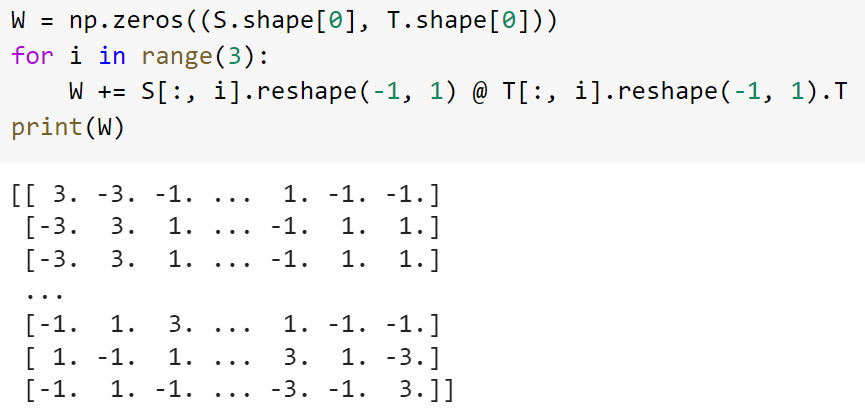 W = np.zeros((S.shape[0], T.shape[0]))
for i in range(3):
    W += S[:, i].reshape(-1, 1) @ T[:, i].reshape(-1, 1).T
print(W)
[[ 3. -3. -1. ...  1. -1. -1.]
 [-3.  3.  1. ... -1.  1.  1.]
 [-3.  3.  1. ... -1.  1.  1.]
 ...
 [-1.  1.  3. ...  1. -1. -1.]
 [ 1. -1.  1. ...  3.  1. -3.]
 [-1.  1. -1. ... -3. -1.  3.]]